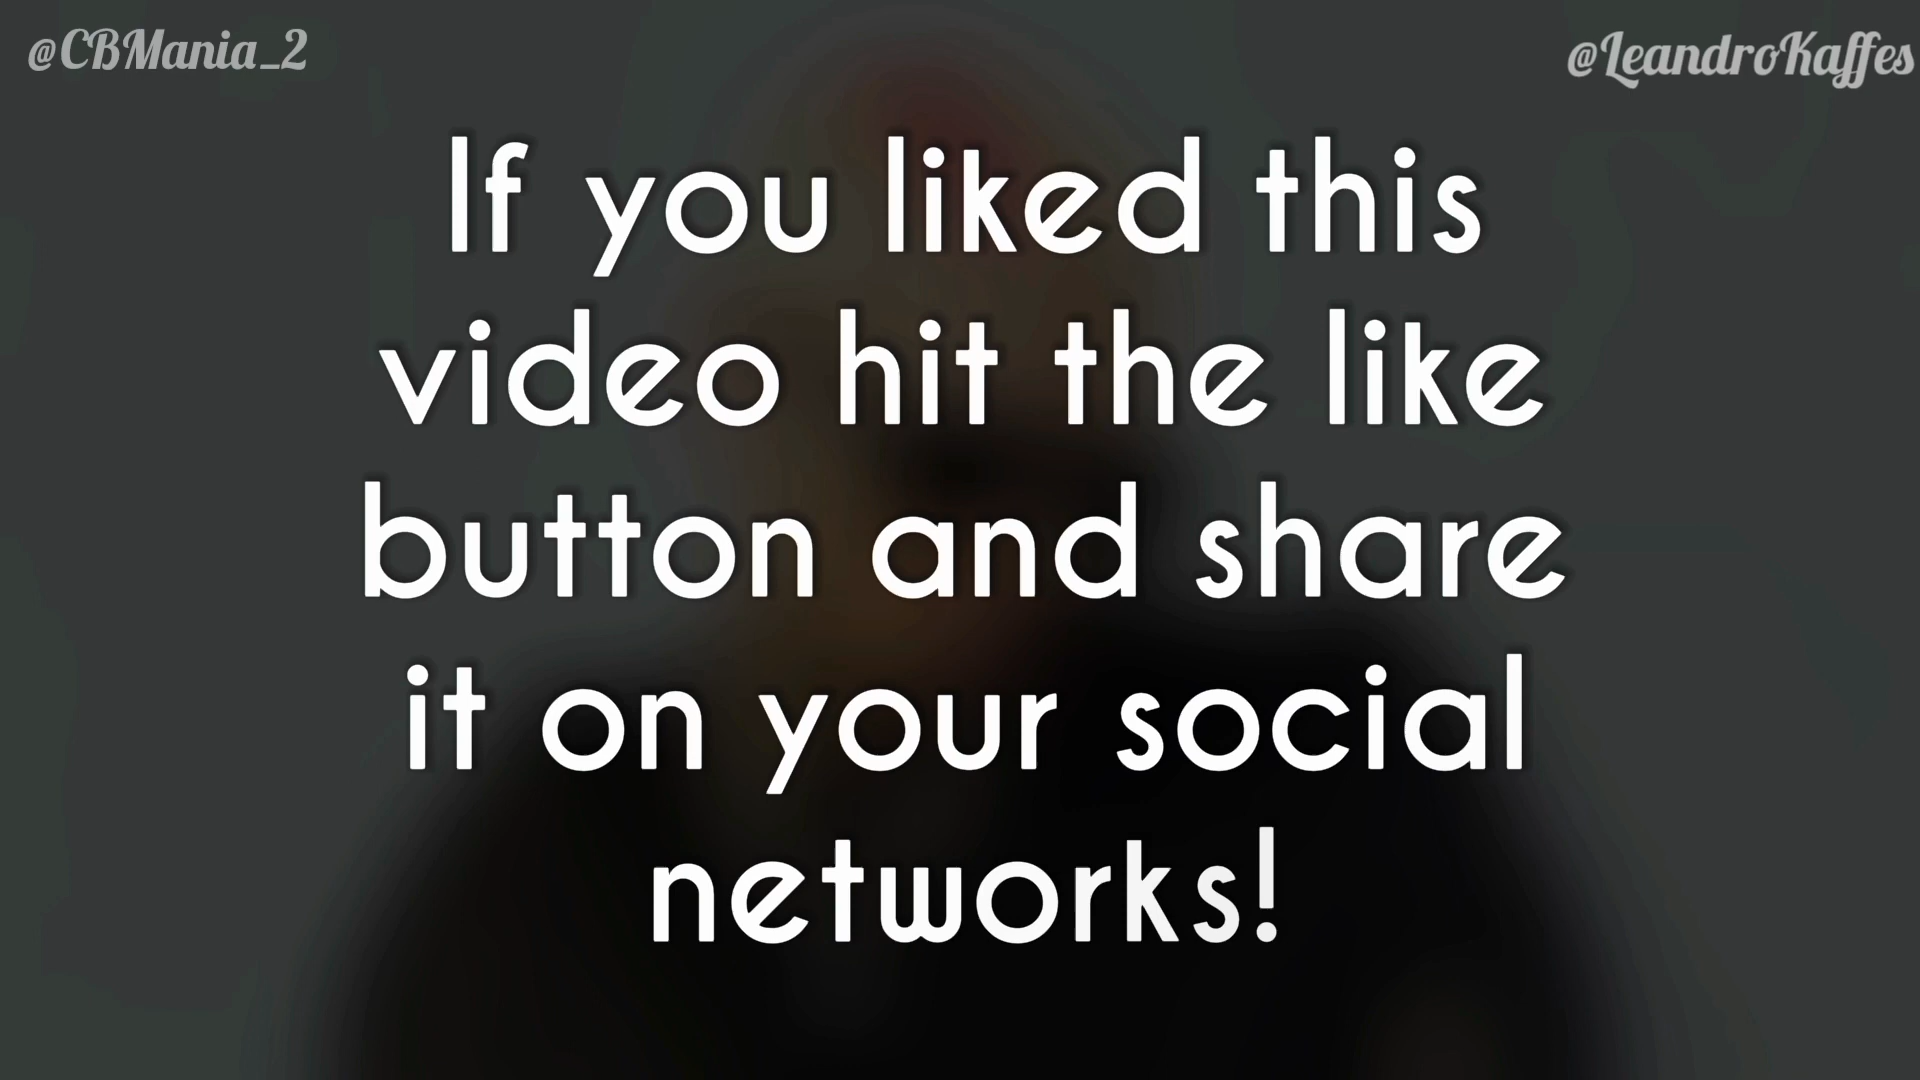 @CBMania_2
@LeandroKaffes
If you liked this
video hit the like
button and share
it on your social
networks!